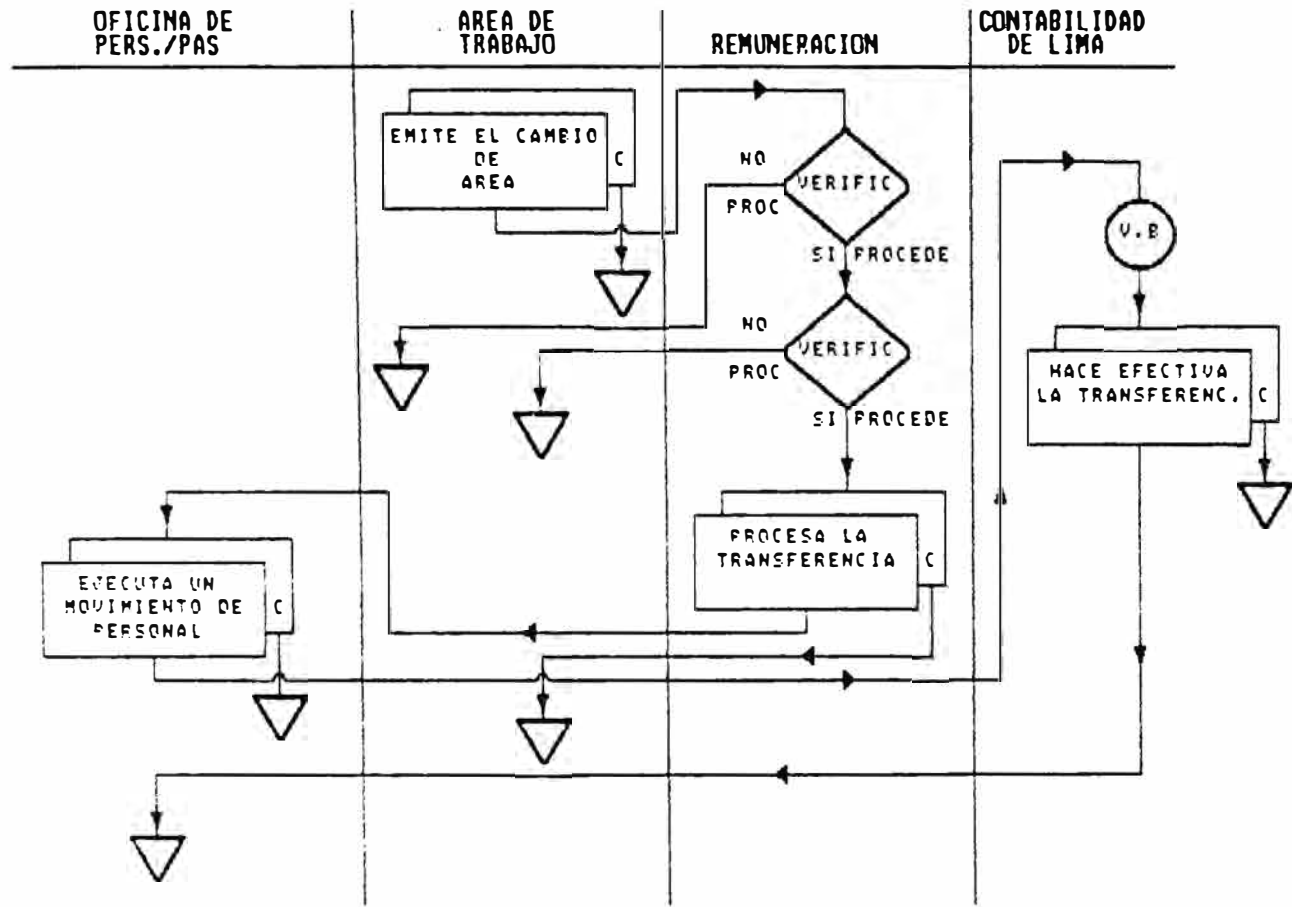 OFICINA DE
PERS./PAS
AREA DE
TRABAJO
REMUNERACION
CONTABILIDAD
DE LIMA
EMITE EL CAMBIO
DE
AREA
C
NO
PROC
VERIFIC
SI PROCEDE
NO
PROC
VERIFIC
SI PROCEDE
V.B
HACE EFECTIVA
LA TRANSFERENC.
C
PROCESA LA
TRANSFERENCIA
C
EJECUTA UN
MOVIMIENTO DE
PERSONAL
C